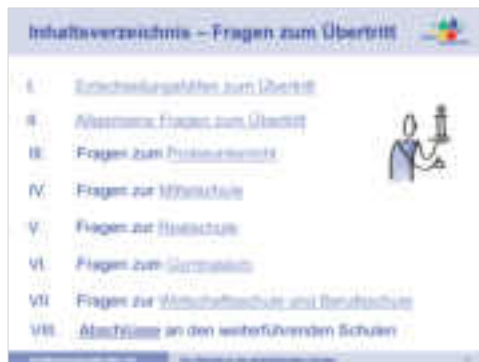 Inhaltsverzeichnis – Fragen zum Übertritt
I. Entscheidungshilfen zum Übertritt
II. Allgemeine Fragen zum Übertritt
III. Fragen zum Probeunterricht
IV. Fragen zur Mittelschule
V. Fragen zur Realschule
VI. Fragen zum Gymnasium
VII. Fragen zur Wirtschaftsschule und Berufsschule
VIII. Abschlüsse an den weiterführenden Schulen